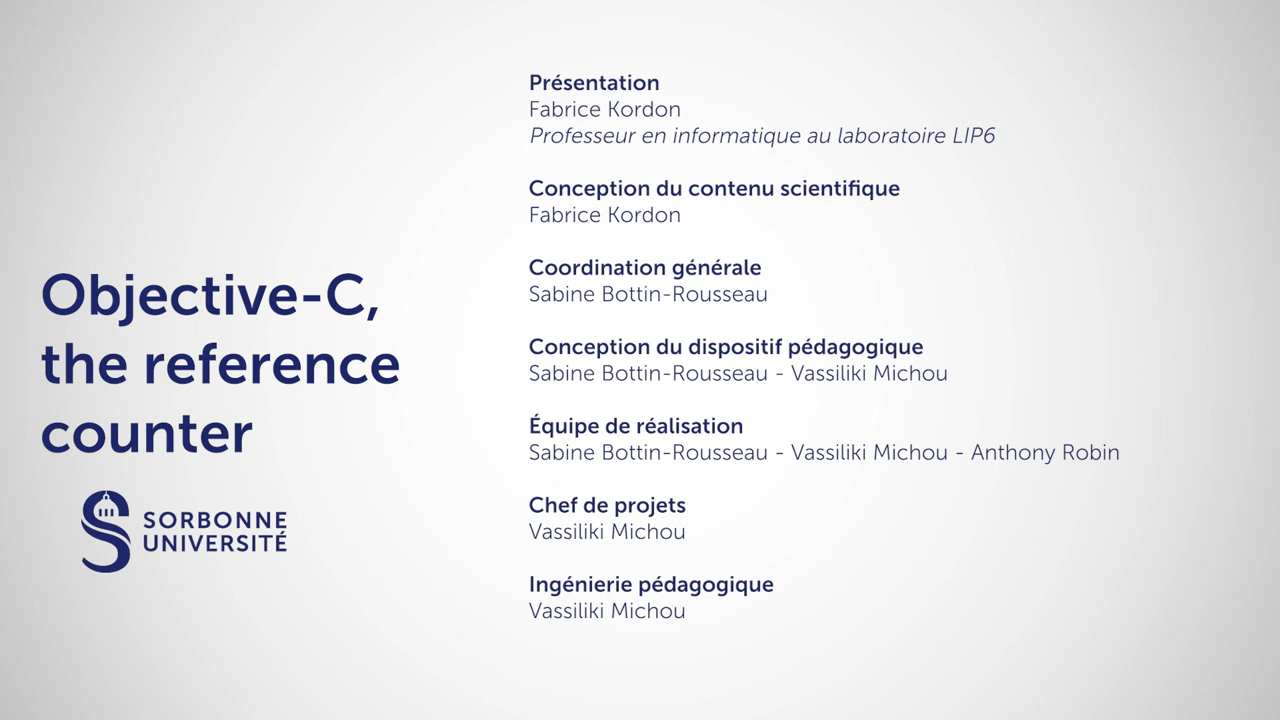 Objective-C,
the reference
counter
SORBONNE
UNIVERSITÉ
Présentation
Fabrice Kordon
Professeur en informatique au laboratoire LIP6
Conception du contenu scientifique
Fabrice Kordon
Coordination générale
Sabine Bottin-Rousseau
Conception du dispositif pédagogique
Sabine Bottin-Rousseau - Vassiliki Michou
Équipe de réalisation
Sabine Bottin-Rousseau - Vassiliki Michou - Anthony Robin
Chef de projets
Vassiliki Michou
Ingénierie pédagogique
Vassiliki Michou